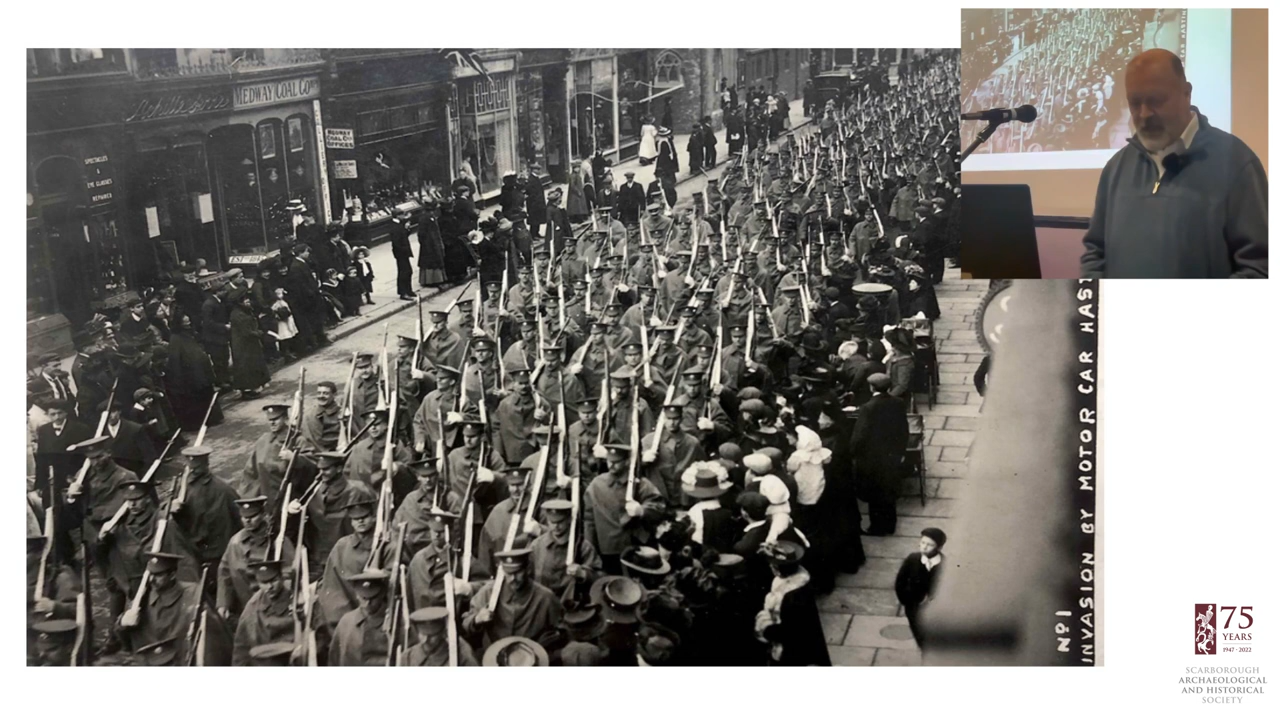 MEDWAY COAL CO
MEDWAY
COAL CO
OFFICES
SPECTACLES
&
EYE GLASSES
REPAIRED
Nº1
INVASION BY MOTOR CAR HAST
75
YEARS
1947 - 2022
SCARBOROUGH
ARCHAEOLOGICAL
AND HISTORICAL
SOCIETY